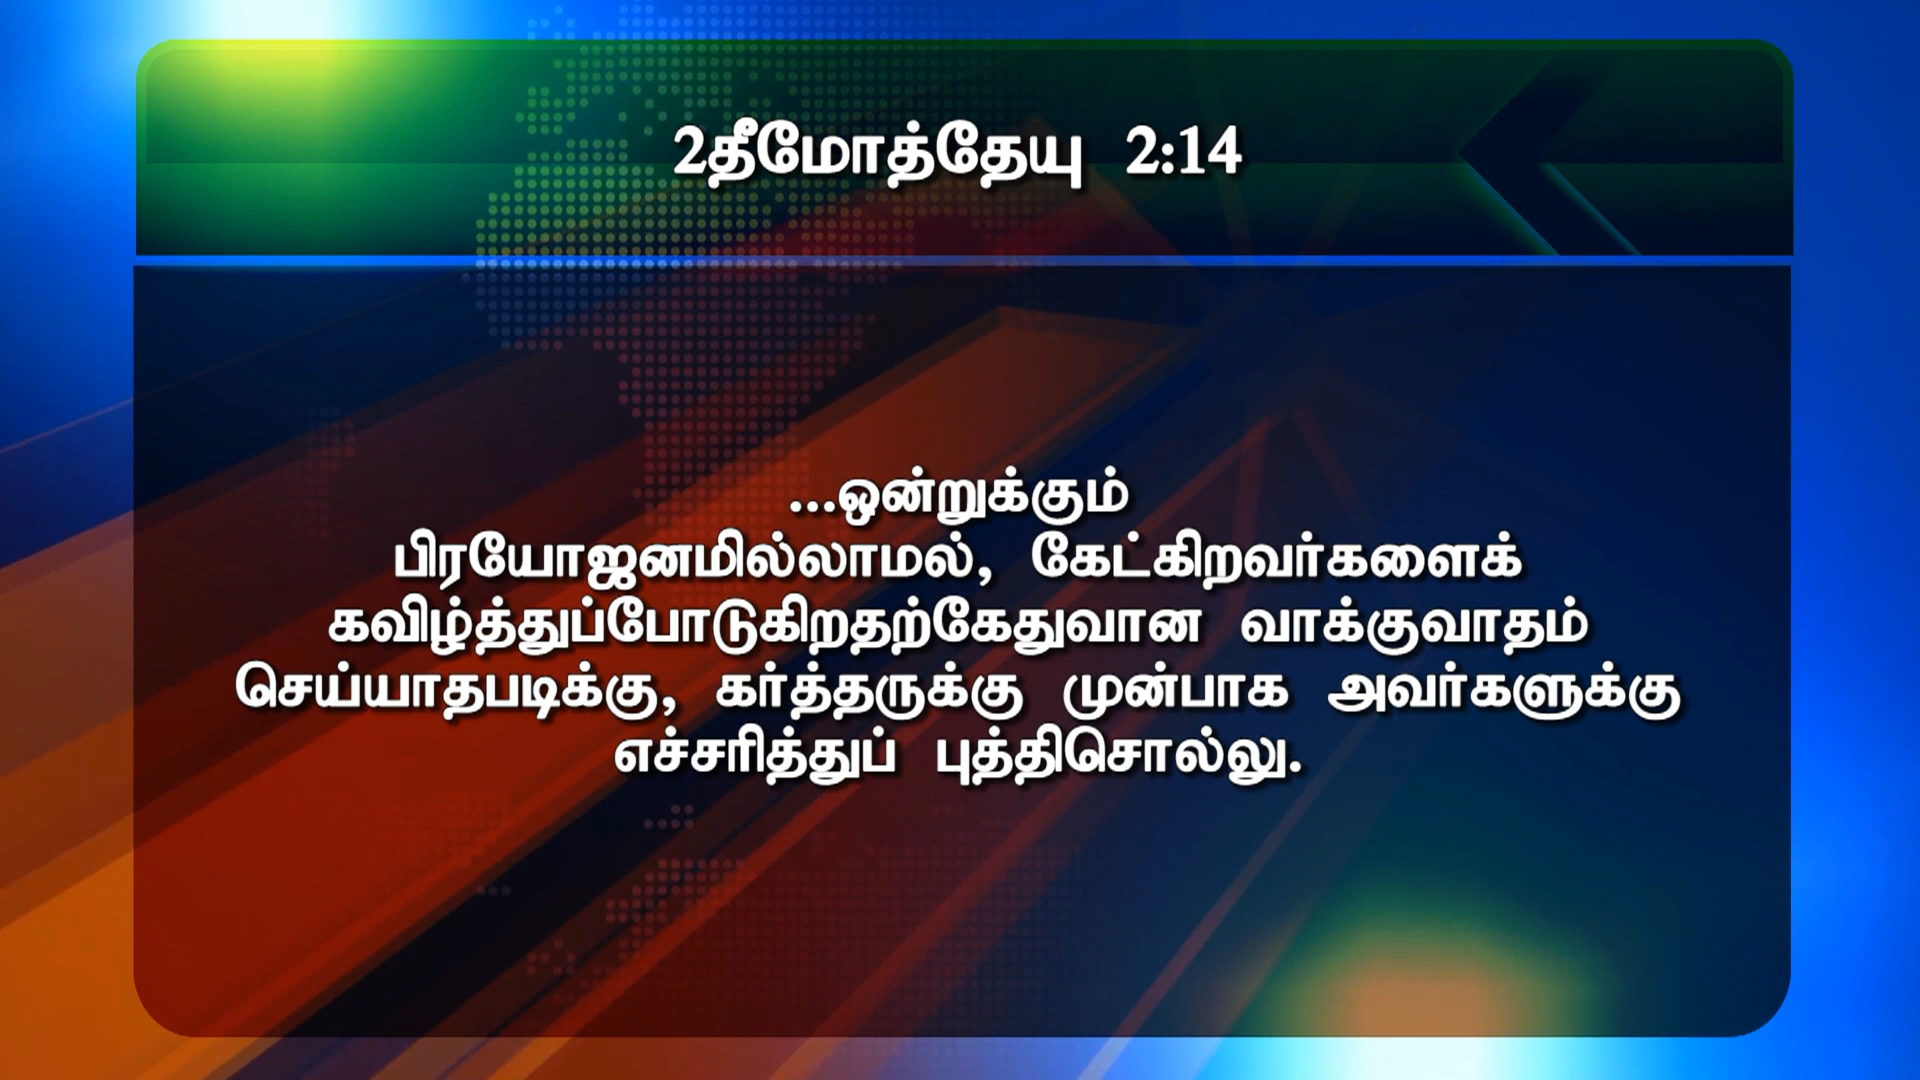 2தீமோத்தேயு 2:14
...ஒன்றுக்கும்
பிரயோஜனமில்லாமல், கேட்கிறவர்களைக்
கவிழ்த்துப்போடுகிறதற்கேதுவான வாக்குவாதம்
செய்யாதபடிக்கு, கர்த்தருக்கு முன்பாக அவர்களுக்கு
எச்சரித்துப் புத்திசொல்லு.